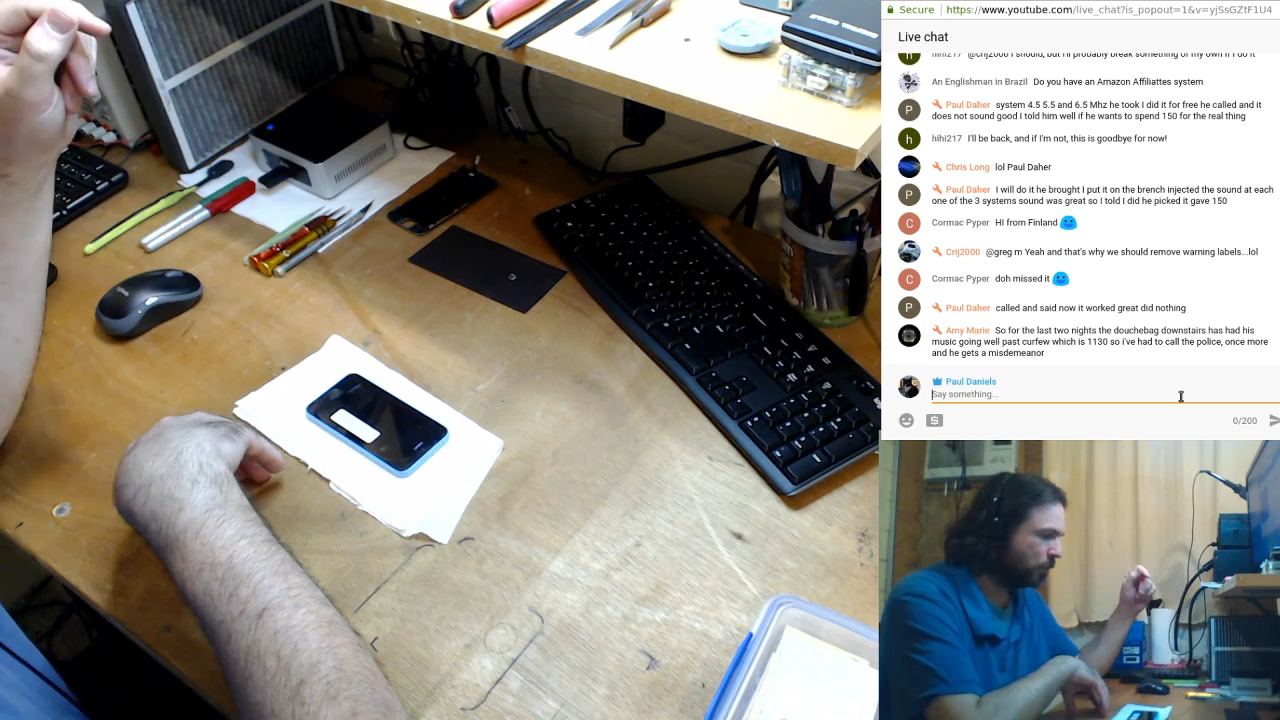 Secure https://www.youtube.com/live_chat?is_popout=1&v=yjSsGZtF1U4
Live chat
hihi217 @Crij2000 I should, but I'll probably break something of my own if I do it
An Englishman In Brazil Do you have an Amazon Affiliattes system
Paul Daher system 4.5 5.5 and 6.5 Mhz he took I did it for free he called and it
does not sound good I told him well if he wants to spend 150 for the real thing
hihi217 I'll be back, and if I'm not, this is goodbye for now!
Chris Long lol Paul Daher
Paul Daher I will do it he brought I put it on the bench injected the sound at each
one of the 3 systems sound was great so I told I did he picked it gave 150
Cormac Pyper HI from Finland
Crij2000 @greg m Yeah and that's why we should remove warning labels...lol
Cormac Pyper doh missed it
Paul Daher called and said now it worked great did nothing
Amy Marie So for the last two nights the douchebag downstairs has had his
music going well past curfew which is 1130 so i've had to call the police, once more
and he gets a misdemeanor
Paul Daniels
Say something...
0/200